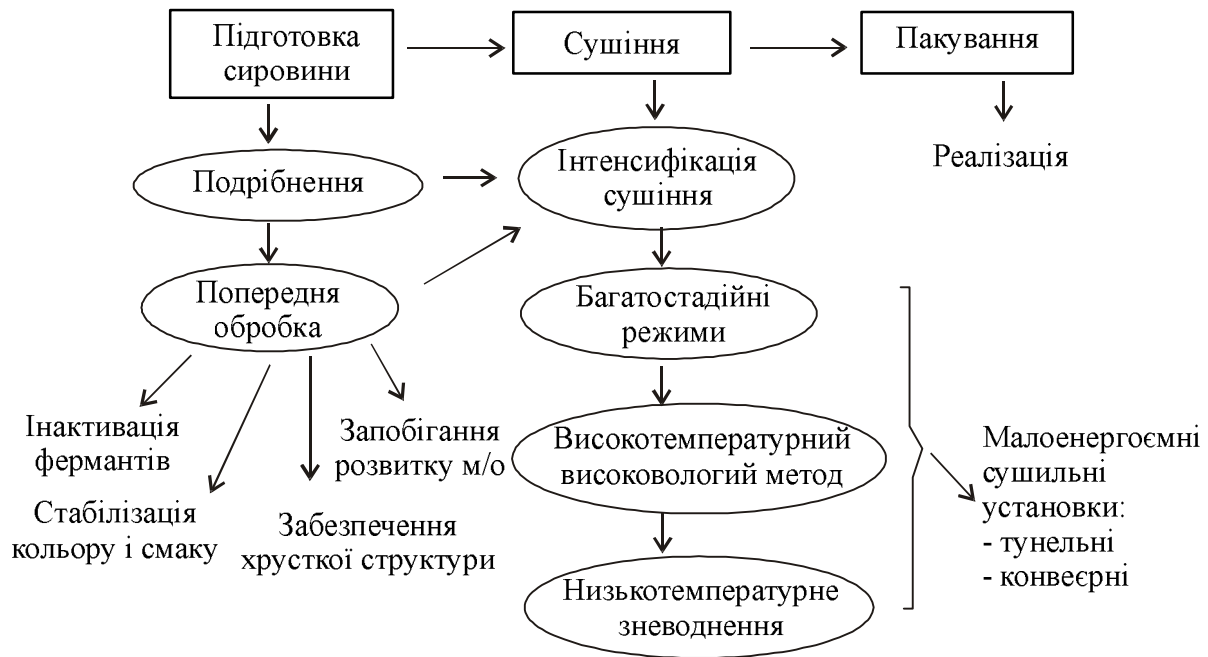 Підготовка
сировини
Сушіння
Пакування
Подрібнення
Інтенсифікація
сушіння
Реалізація
Попередня
обробка
Багатостадійні
режими
Інактивація
фермантів
Запобігання
розвитку м/о
Стабілізація
кольору і смаку
Забезпечення
хрусткої структури
Високотемпературний
високовологий метод
Низькотемпературне
зневоднення
Малоенергоємні
сушильні
установки:
- тунельні
- конвеєрні